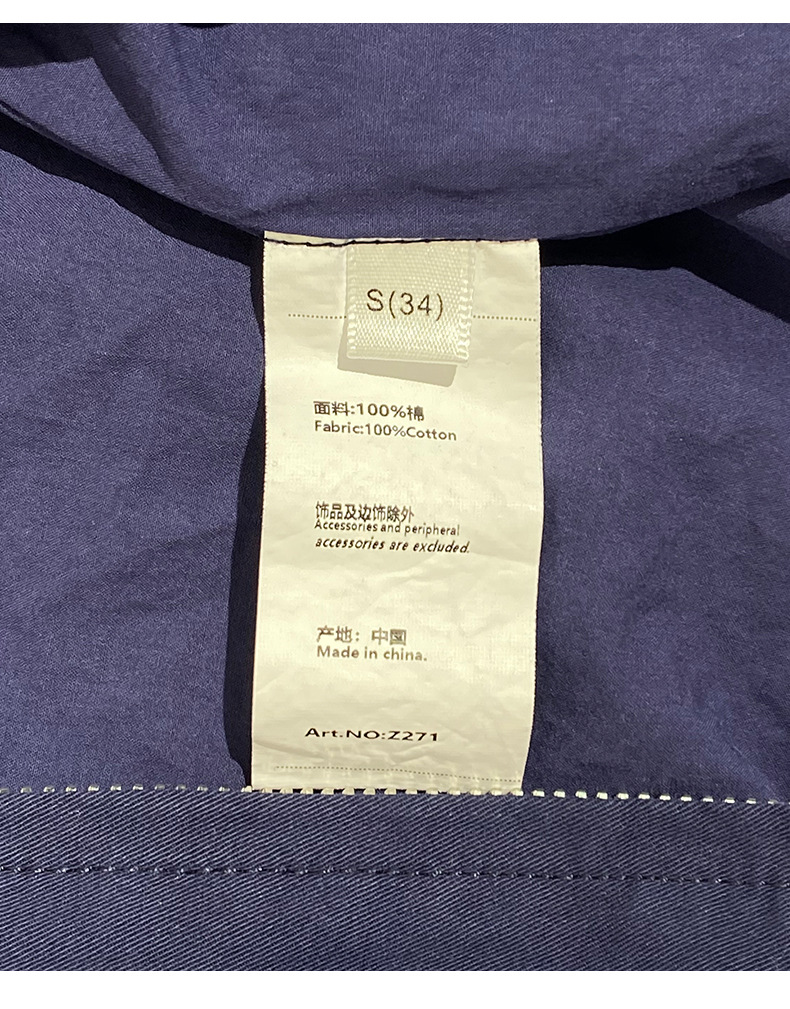 S(34)
面料:100%棉
Fabric:100%Cotton
饰品及边饰除外
Accessories and peripheral
accessories are excluded.
产地：中国
Made in china.
Art.NO:Z271